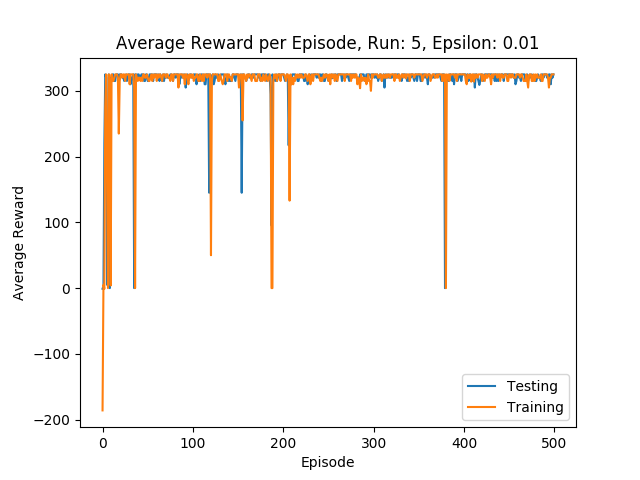 Average Reward per Episode, Run: 5, Epsilon: 0.01
Average Reward
300
200
100
0
−100
−200
0
100
200
300
400
500
Episode
Testing
Training